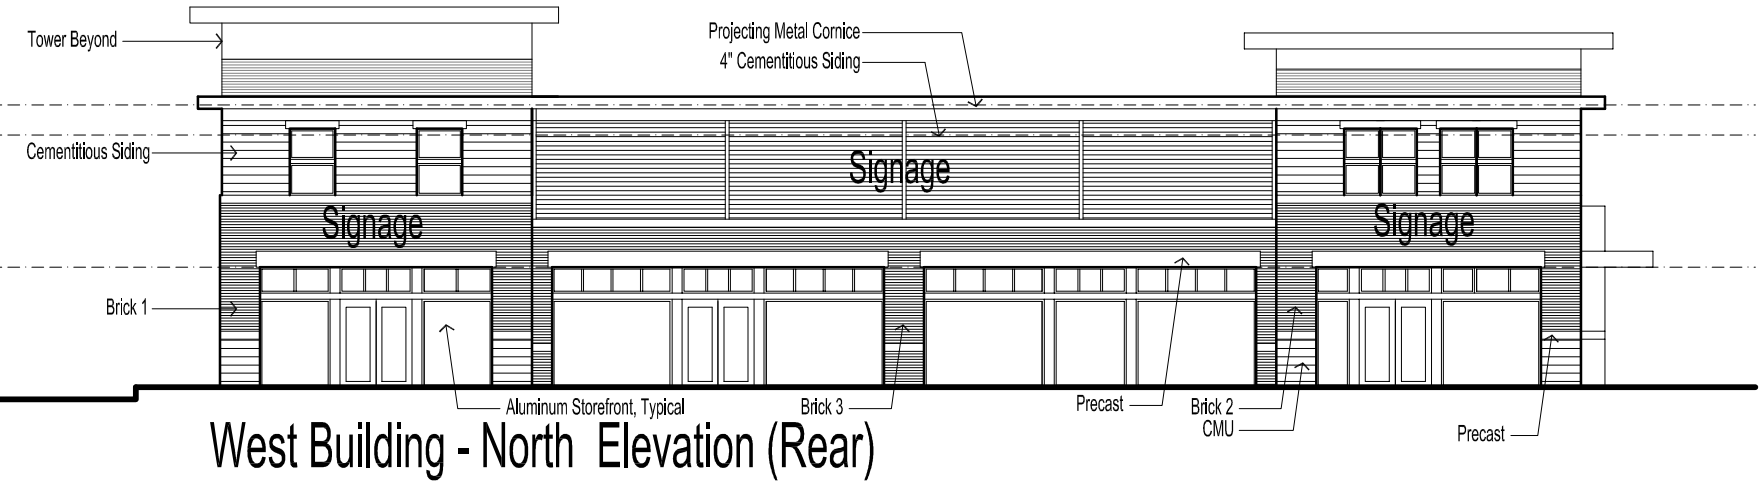 Tower Beyond
Projecting Metal Cornice
4" Cementitious Siding
Cementitious Siding
Signage
Signage
Signage
Brick 1
Aluminum Storefront, Typical
Brick 3
Precast
Brick 2
CMU
Precast
West Building - North Elevation (Rear)